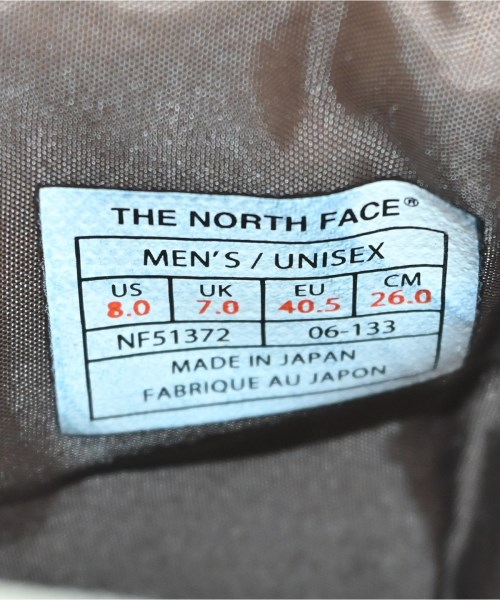 THE NORTH FACE®
MEN'S / UNISEX
US UK EU CM
8.0 7.0 40.5 26.0
NF51372 06-133
MADE IN JAPAN
FABRIQUE AU JAPON